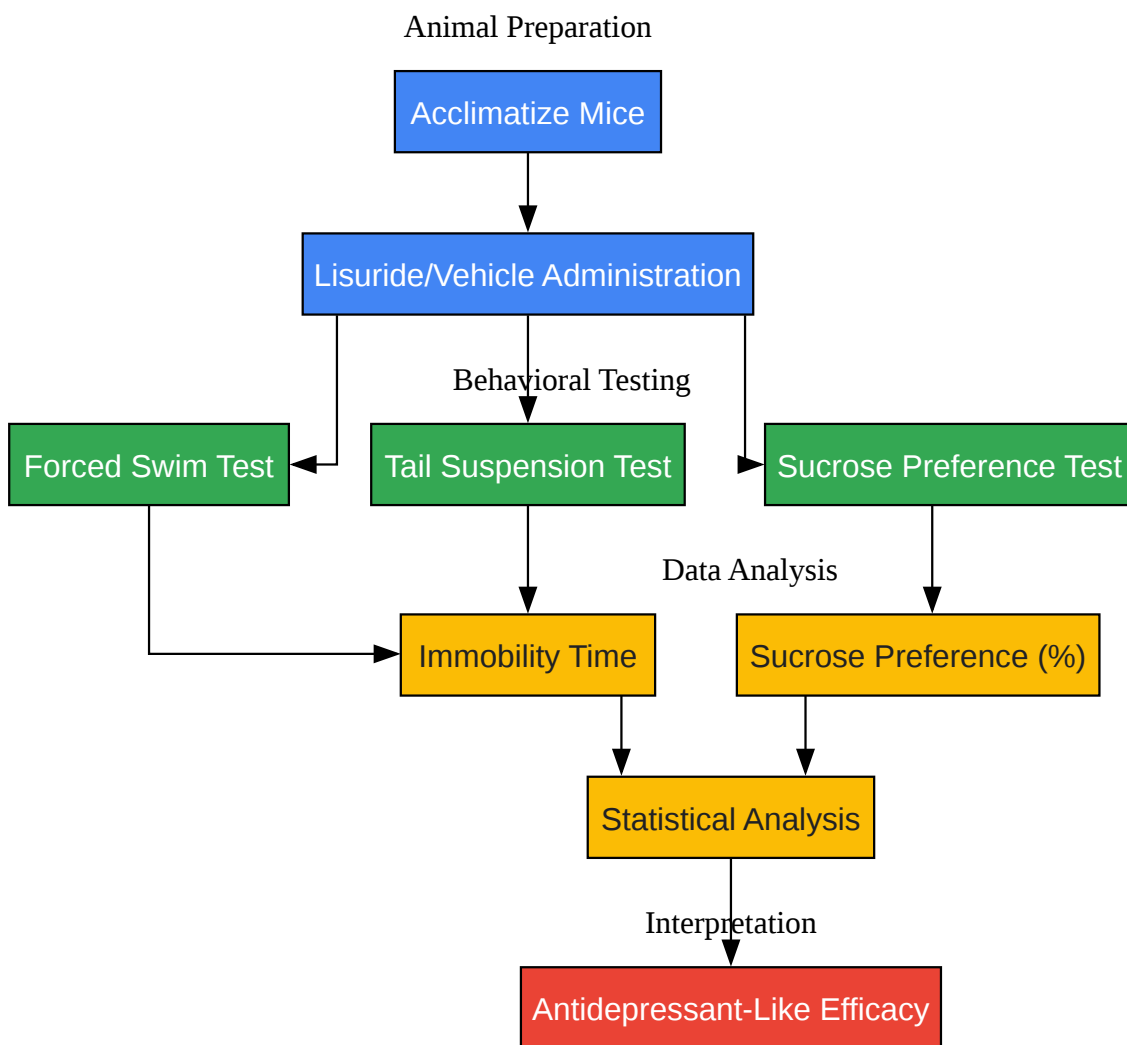 Animal Preparation
Acclimatize Mice
Lisuride/Vehicle Administration
Behavioral Testing
Forced Swim Test
Tail Suspension Test
Sucrose Preference Test
Data Analysis
Immobility Time
Sucrose Preference (%)
Statistical Analysis
Interpretation
Antidepressant-Like Efficacy